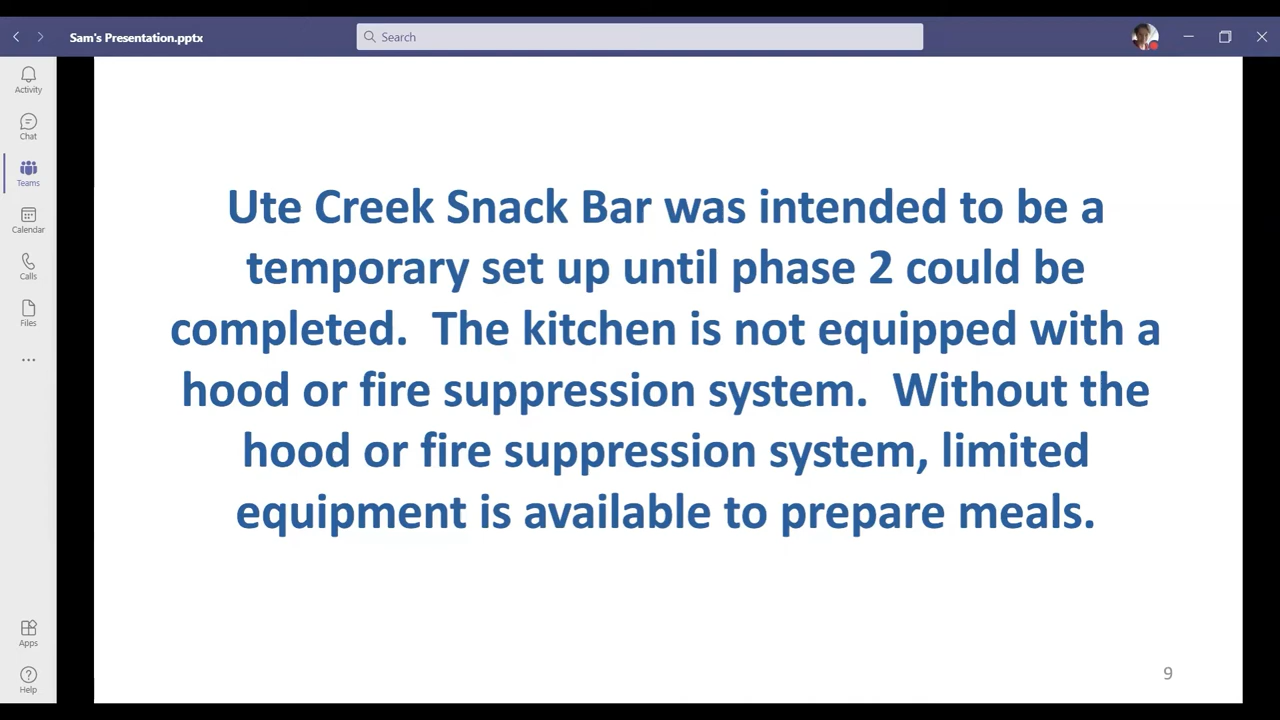 Sam's Presentation.pptx
Search
Activity
Chat
Teams
Calendar
Calls
Files
Apps
Help
Ute Creek Snack Bar was intended to be a
temporary set up until phase 2 could be
completed.  The kitchen is not equipped with a
hood or fire suppression system.  Without the
hood or fire suppression system, limited
equipment is available to prepare meals.
9